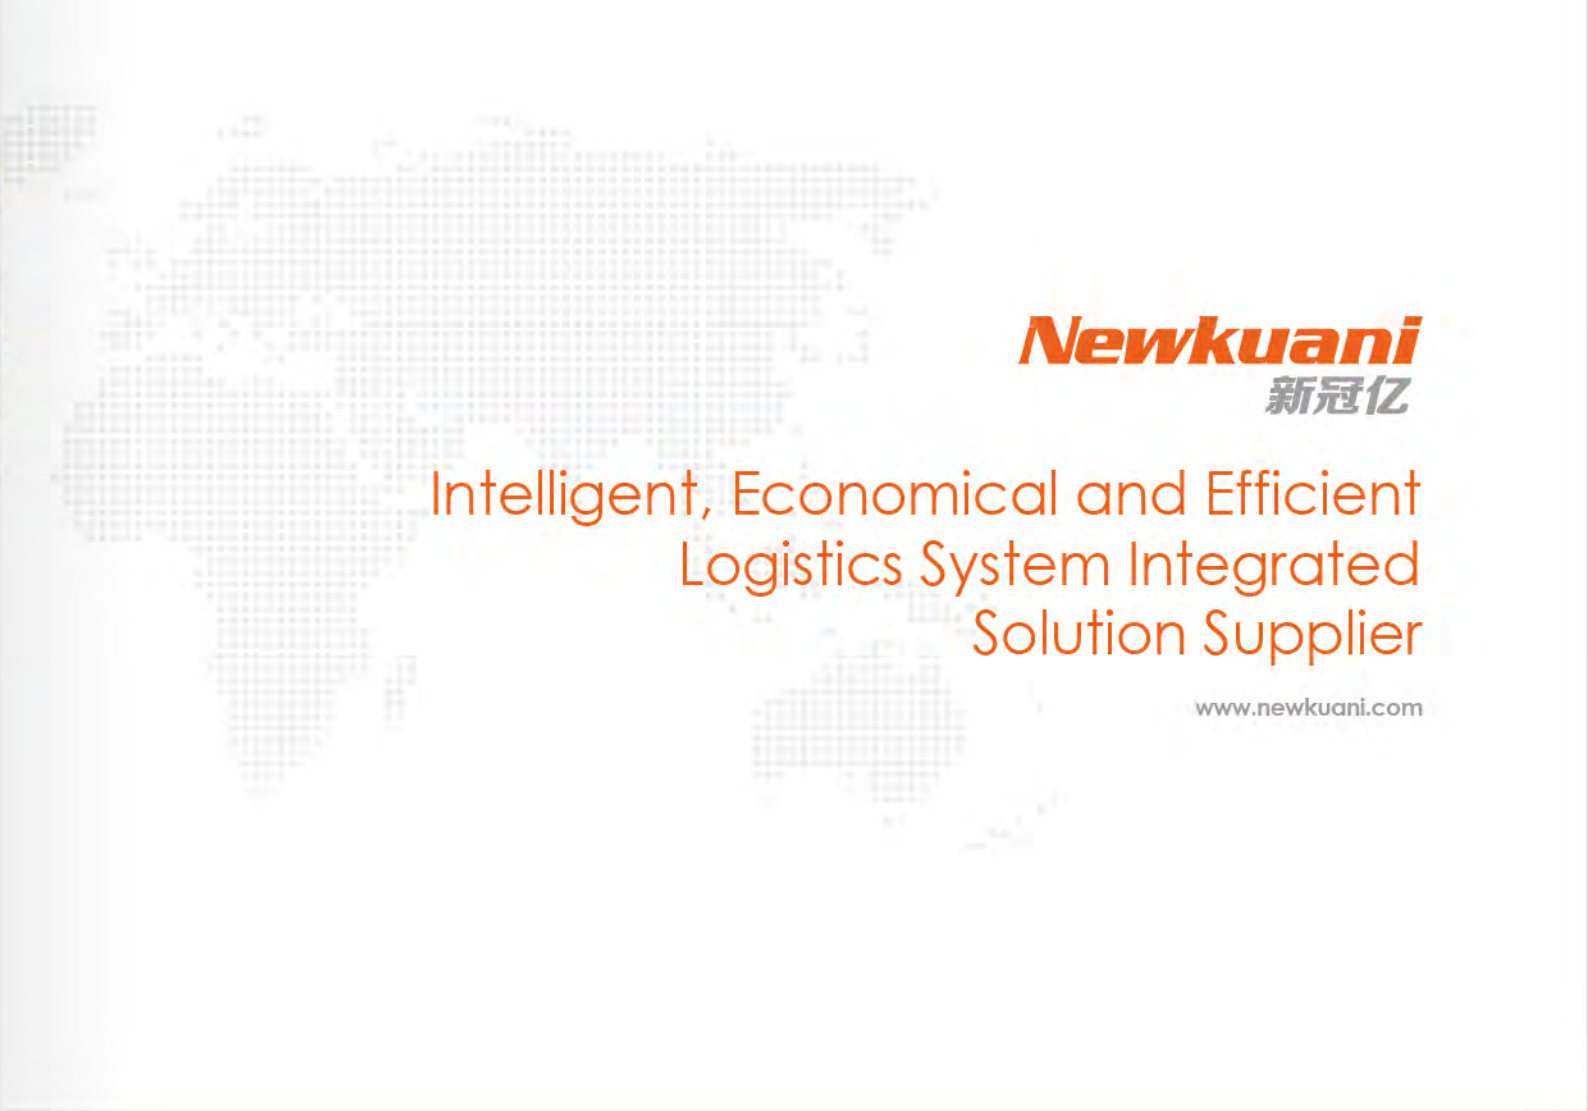 Newkuani
新冠亿
Intelligent, Economical and Efficient
Logistics System Integrated
Solution Supplier
www.newkuani.com